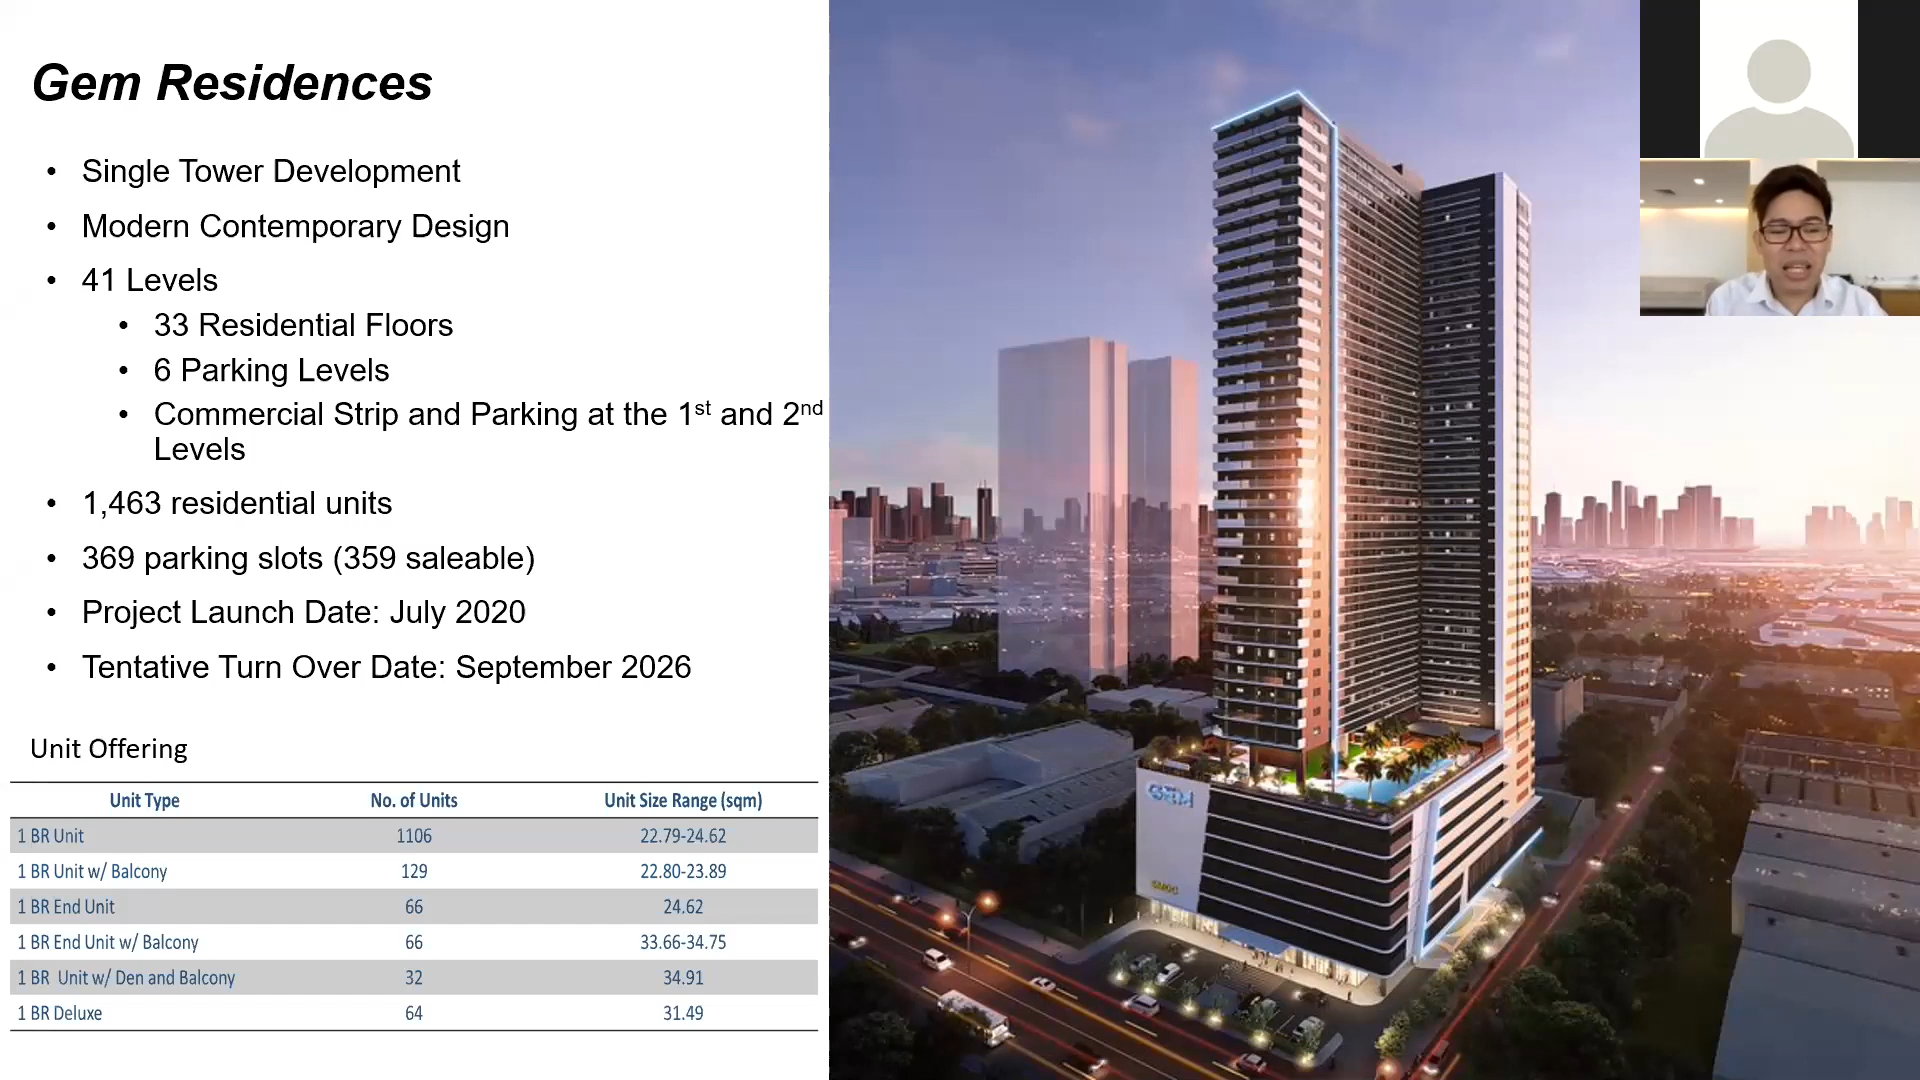 Gem Residences
• Single Tower Development
• Modern Contemporary Design
• 41 Levels
• 33 Residential Floors
• 6 Parking Levels
• Commercial Strip and Parking at the 1st and 2nd
Levels
• 1,463 residential units
• 369 parking slots (359 saleable)
• Project Launch Date: July 2020
• Tentative Turn Over Date: September 2026
Unit Offering
Unit Type No. of Units Unit Size Range (sqm)
1 BR Unit 1106 22.79-24.62
1 BR Unit w/ Balcony 129 22.80-23.89
1 BR End Unit 66 24.62
1 BR End Unit w/ Balcony 66 33.66-34.75
1 BR Unit w/ Den and Balcony 32 34.91
1 BR Deluxe 64 31.49
GEM